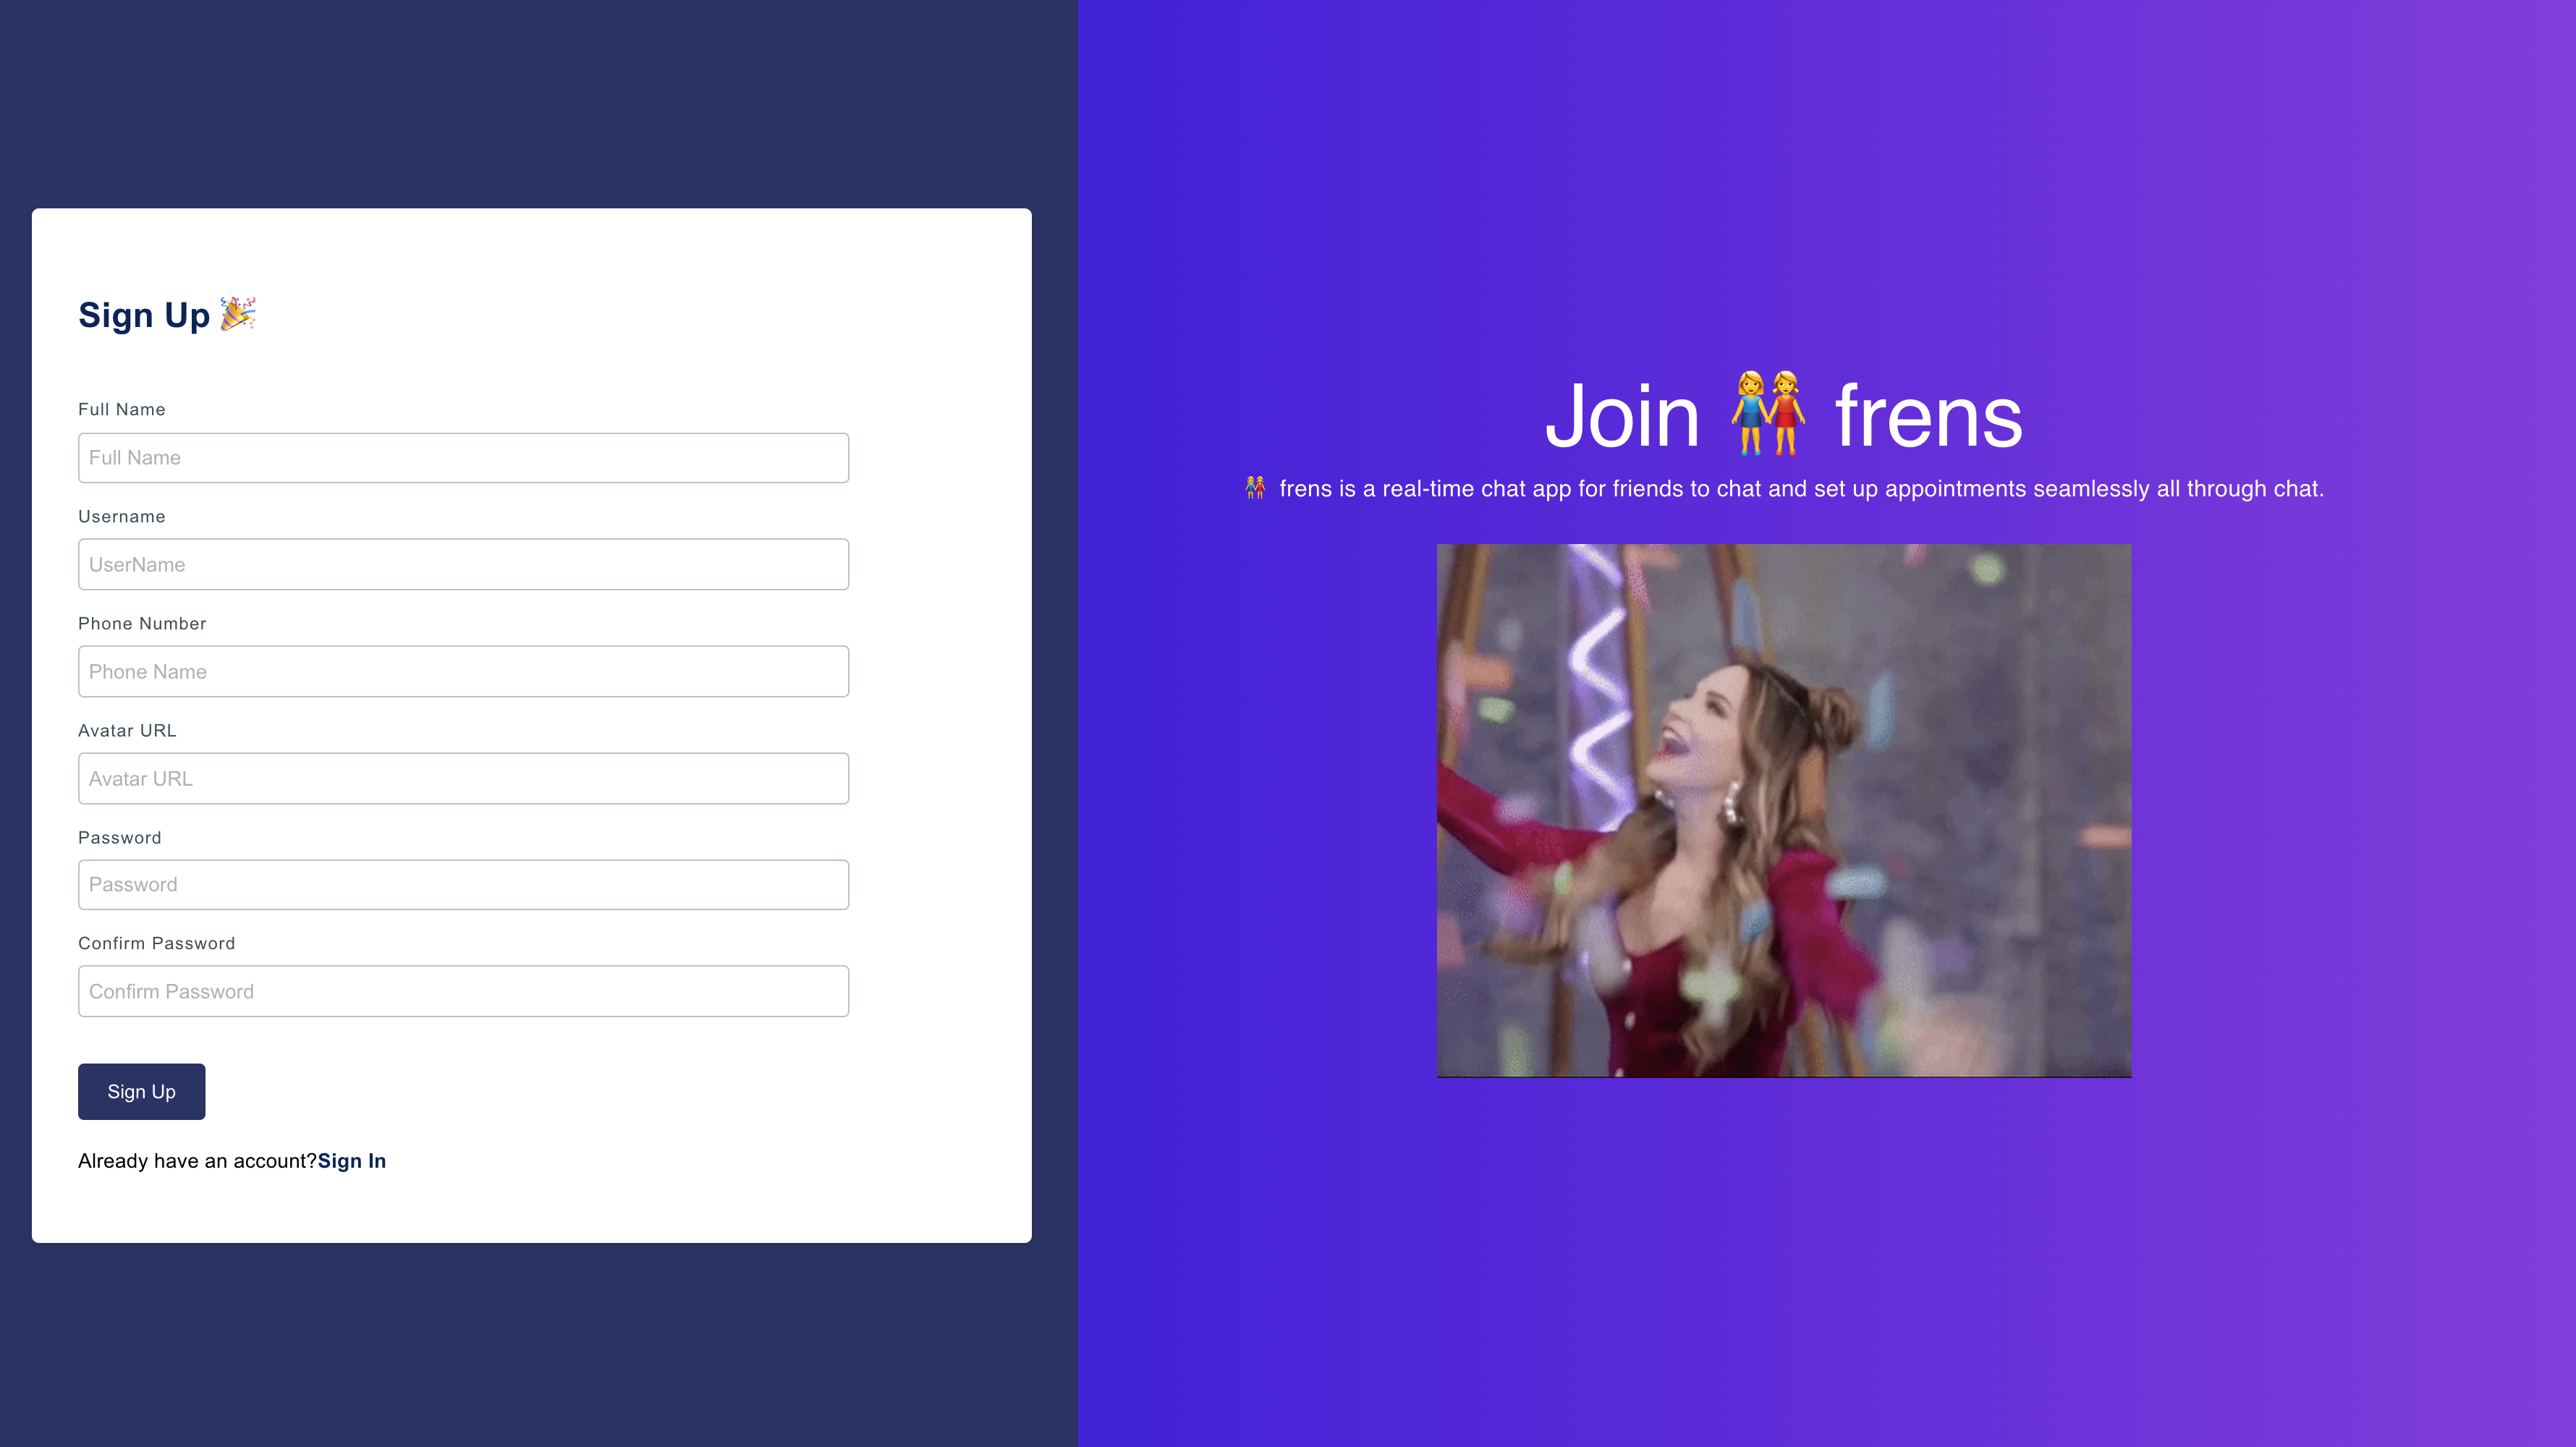 Sign Up 🎉
Full Name
Full Name
Username
UserName
Phone Number
Phone Name
Avatar URL
Avatar URL
Password
Password
Confirm Password
Confirm Password
Sign Up
Already have an account?Sign In
Join 👭 frens
👭 frens is a real-time chat app for friends to chat and set up appointments seamlessly all through chat.